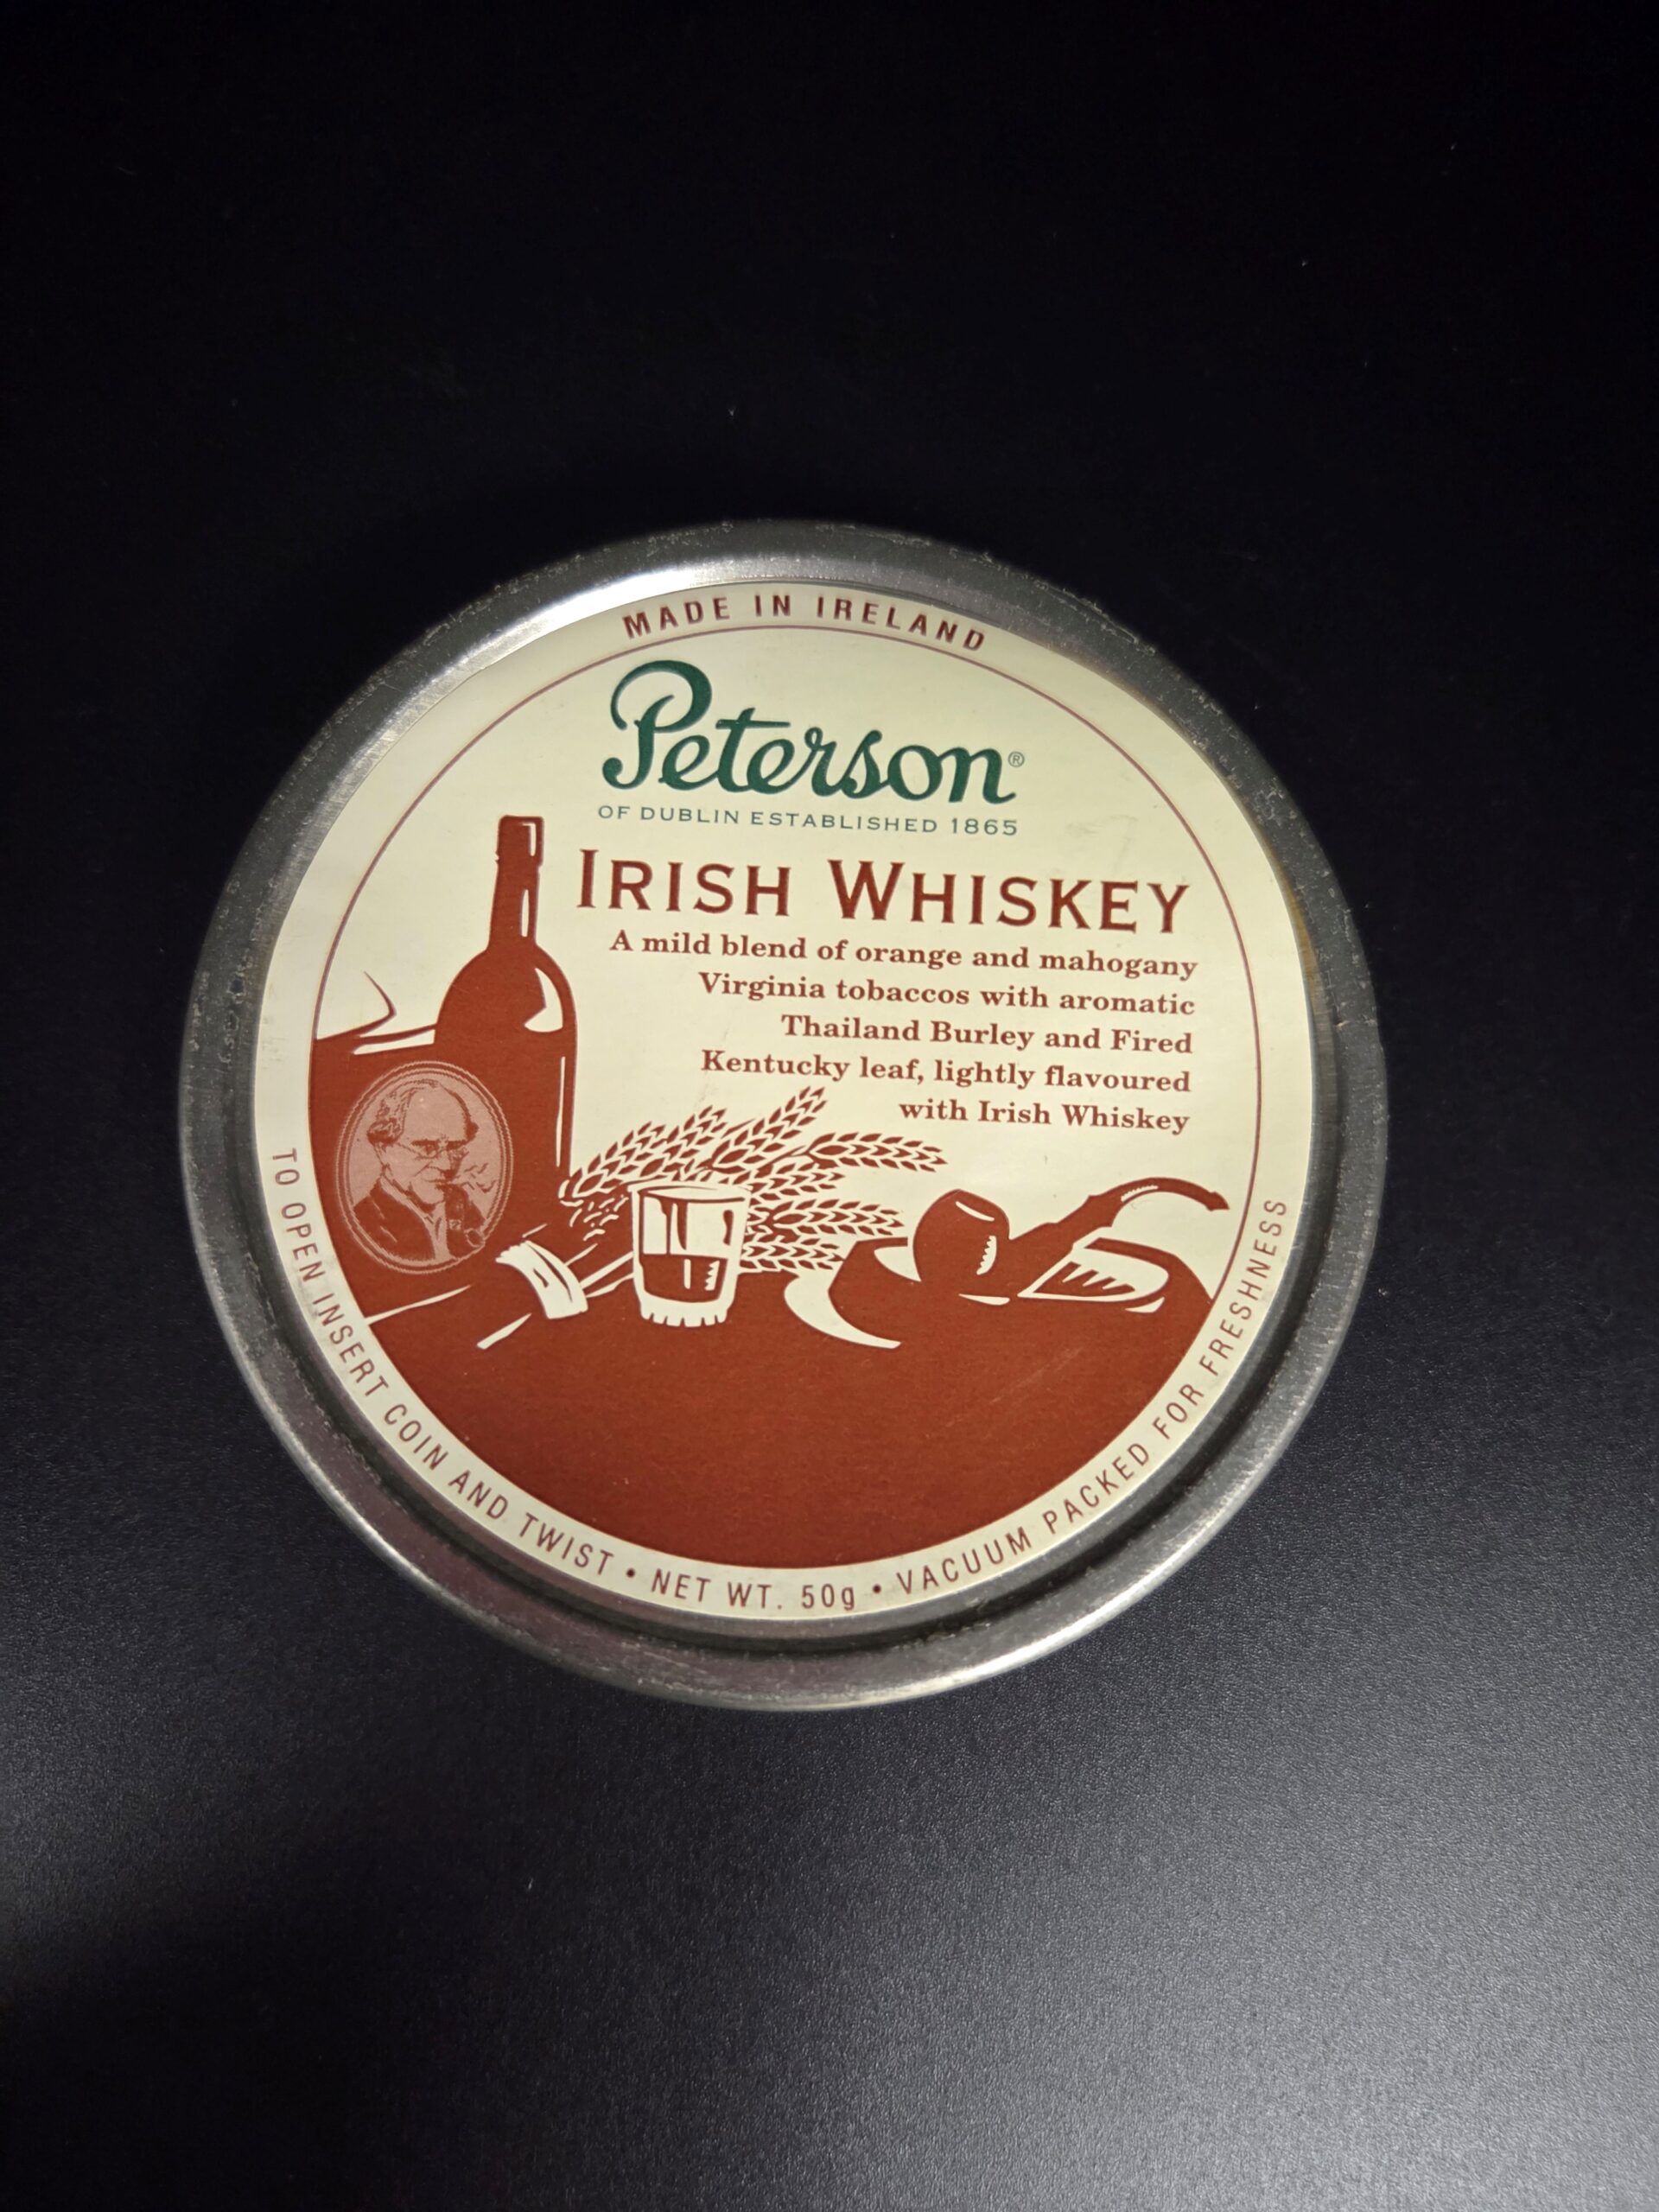 MADE IN IRELAND
Peterson®
OF DUBLIN ESTABLISHED 1865
IRISH WHISKEY
A mild blend of orange and mahogany
Virginia tobaccos with aromatic
Thailand Burley and Fired
Kentucky leaf, lightly flavoured
with Irish Whiskey
TO OPEN INSERT COIN AND TWIST • NET WT. 50g • VACUUM PACKED FOR FRESHNESS